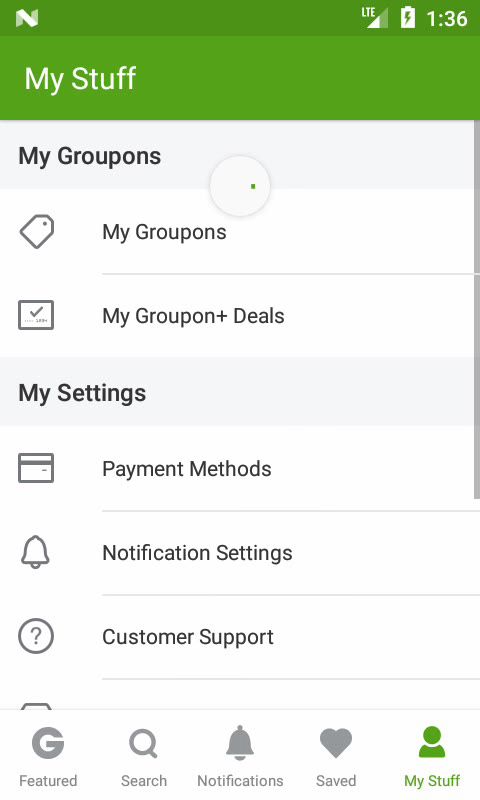 LTE 1:36
My Stuff
My Groupons
My Groupons
My Groupon+ Deals
My Settings
Payment Methods
Notification Settings
? Customer Support
G
Featured Search Notifications Saved My Stuff